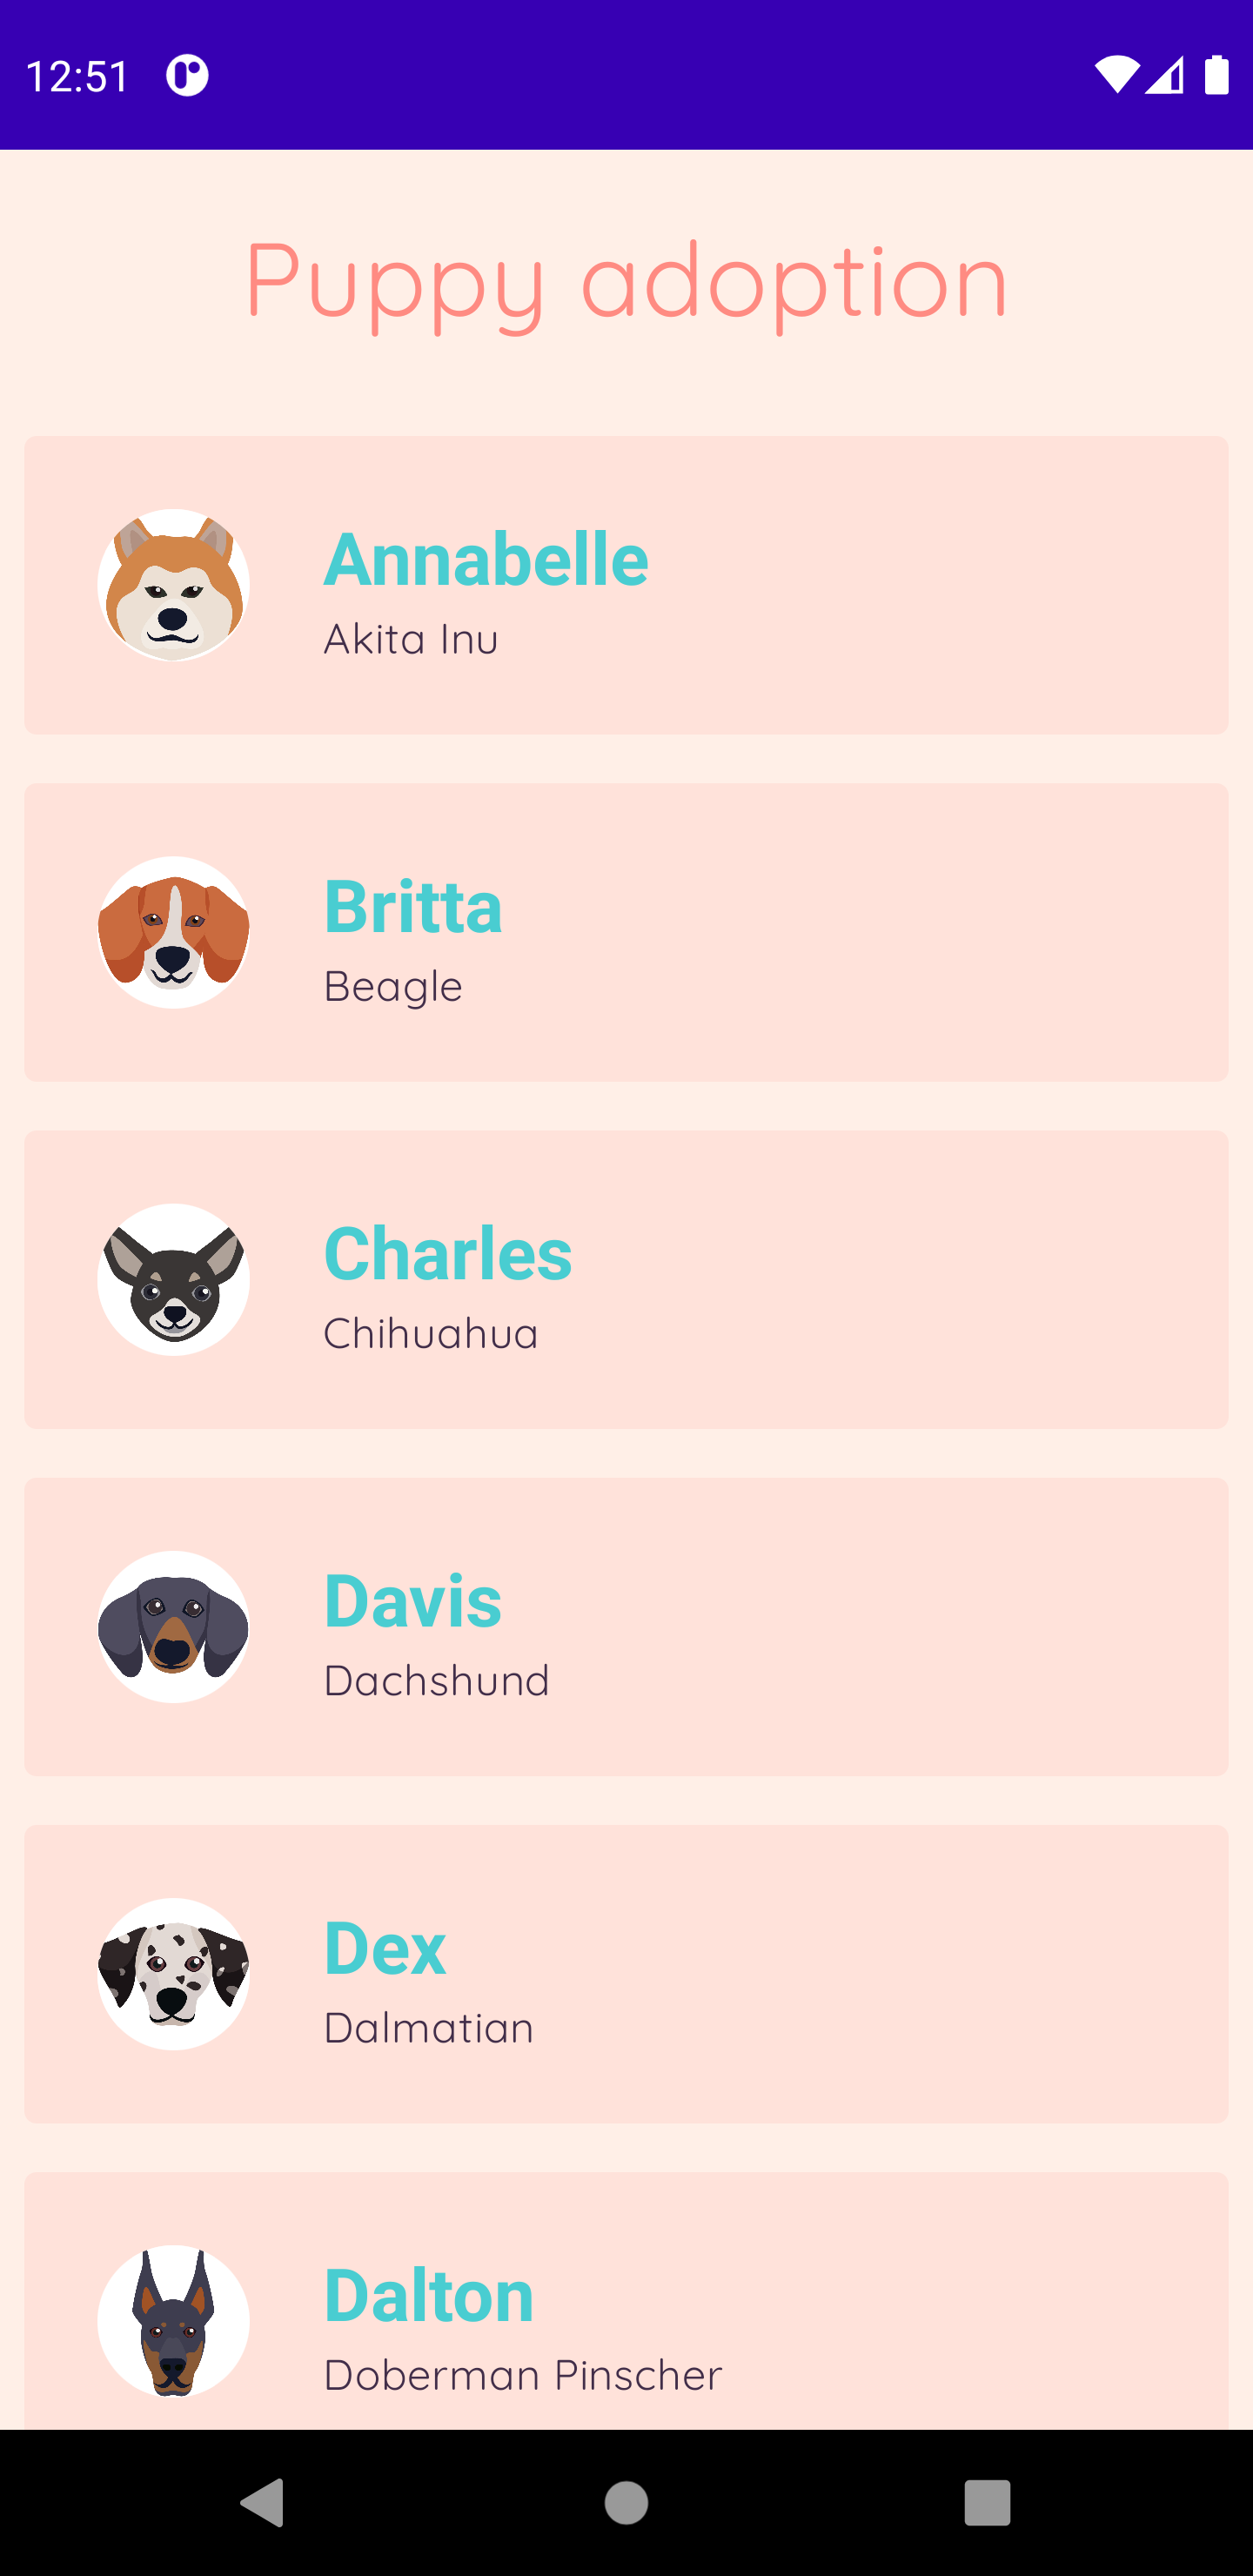 12:51
Puppy adoption
Annabelle
Akita Inu
Britta
Beagle
Charles
Chihuahua
Davis
Dachshund
Dex
Dalmatian
Dalton
Doberman Pinscher